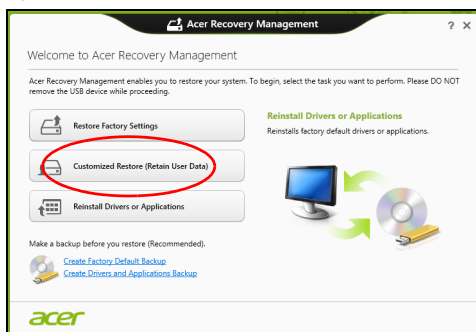 Acer Recovery Management
? X
Welcome to Acer Recovery Management
Acer Recovery Management enables you to restore your system. To begin, select the task you want to perform. Please DO NOT
remove the USB device while proceeding.
Restore Factory Settings
Customized Restore (Retain User Data)
Reinstall Drivers or Applications
Reinstall Drivers or Applications
Reinstalls factory default drivers or applications.
Make a backup before you restore (Recommended).
Create Factory Default Backup
Create Drivers and Applications Backup
acer